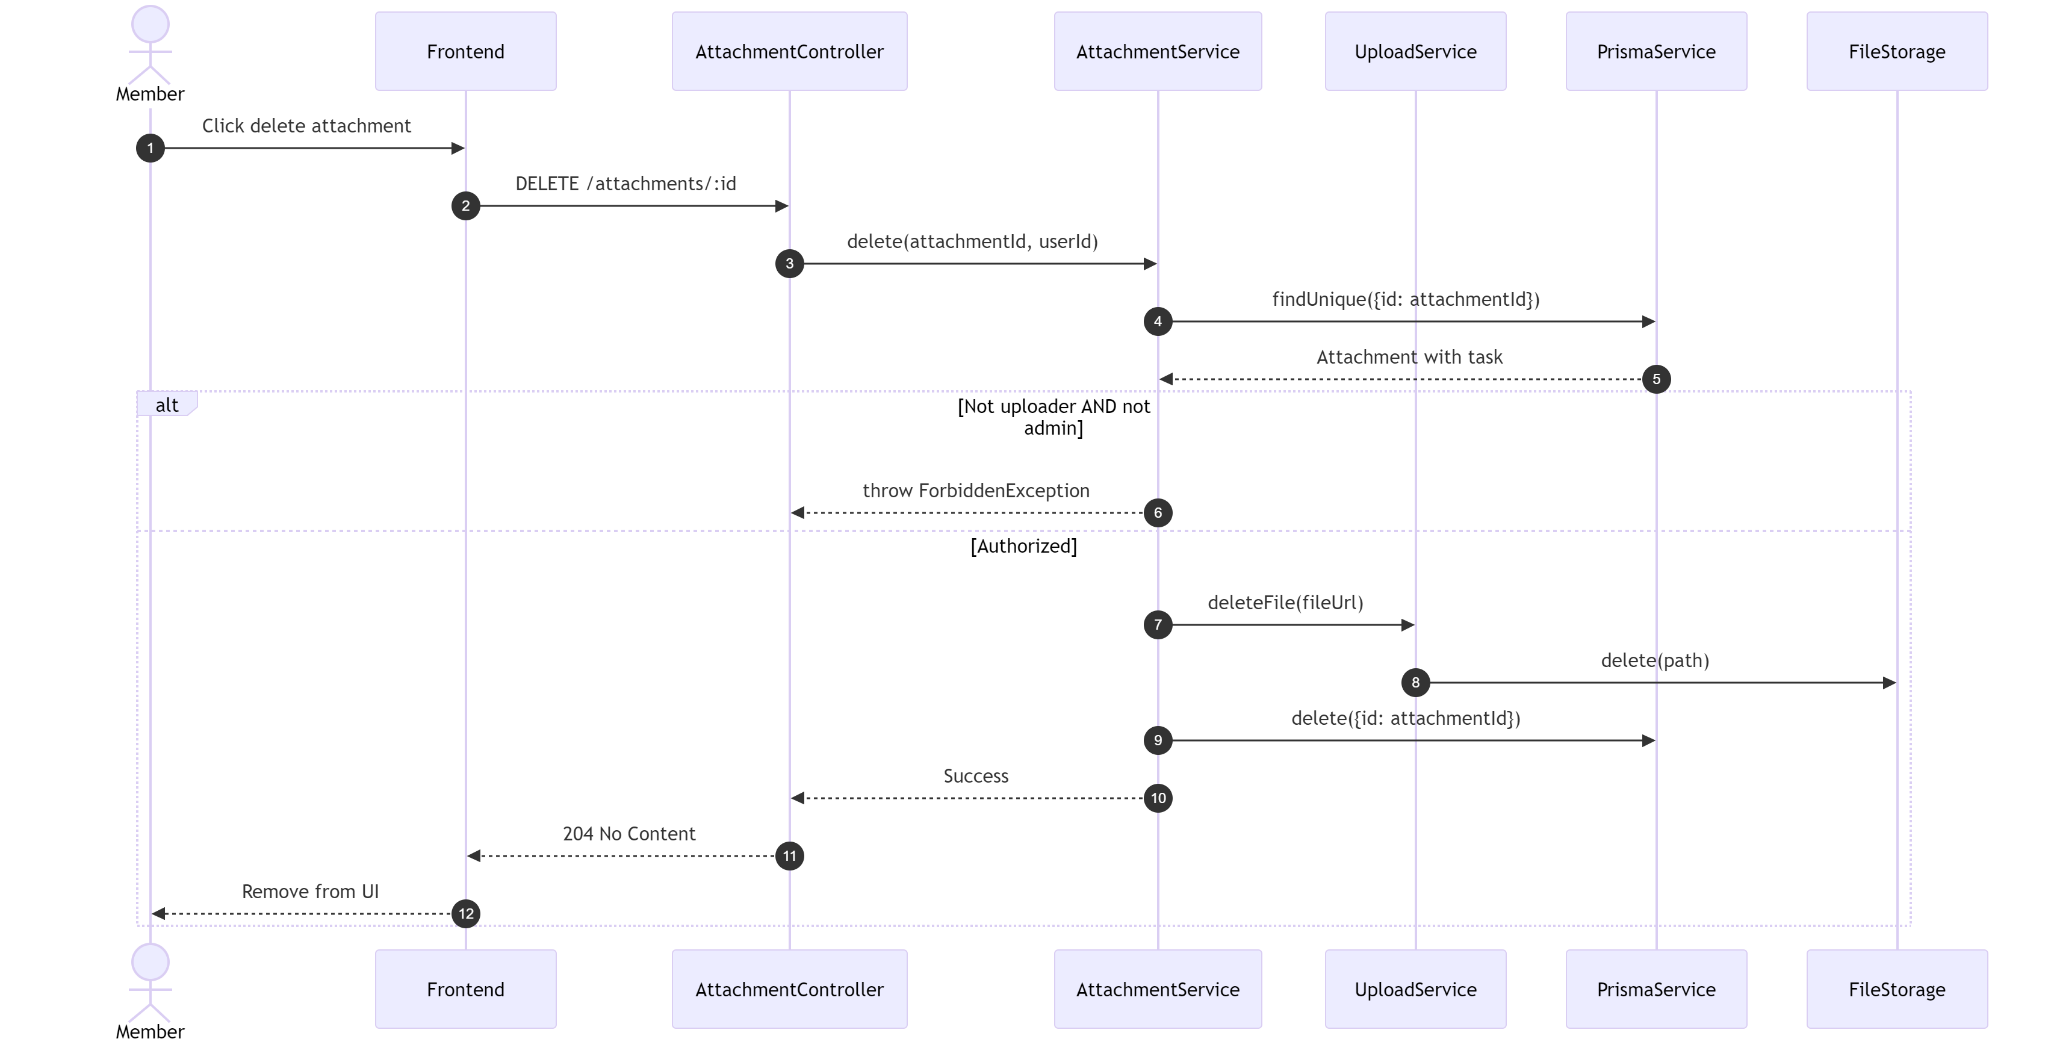 Member
Frontend
AttachmentController
AttachmentService
UploadService
PrismaService
FileStorage
Click delete attachment
1
DELETE /attachments/:id
2
delete(attachmentId, userId)
3
findUnique({id: attachmentId})
4
Attachment with task
5
alt
[Not uploader AND not
admin]
throw ForbiddenException
6
[Authorized]
deleteFile(fileUrl)
7
delete(path)
8
delete({id: attachmentId})
9
Success
10
204 No Content
11
Remove from UI
12
Member
Frontend
AttachmentController
AttachmentService
UploadService
PrismaService
FileStorage